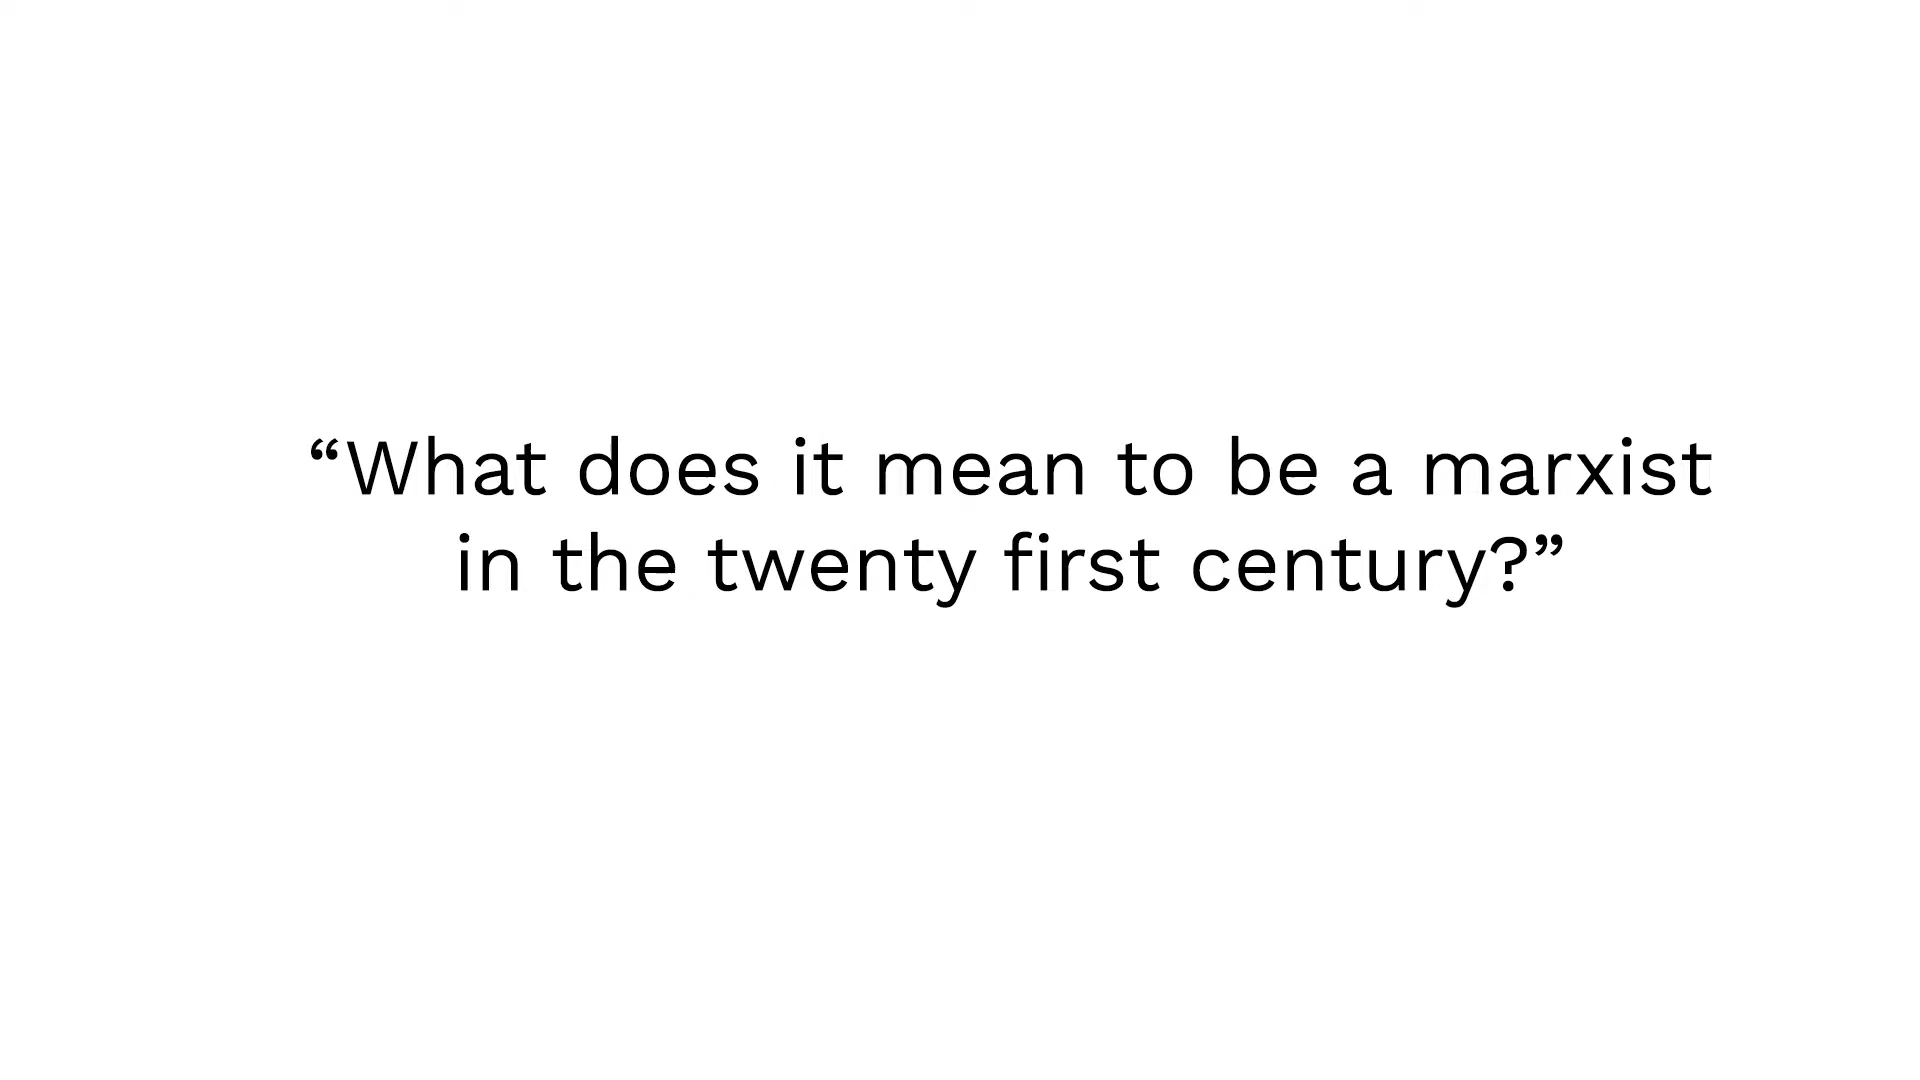 “What does it mean to be a marxist
in the twenty first century?”